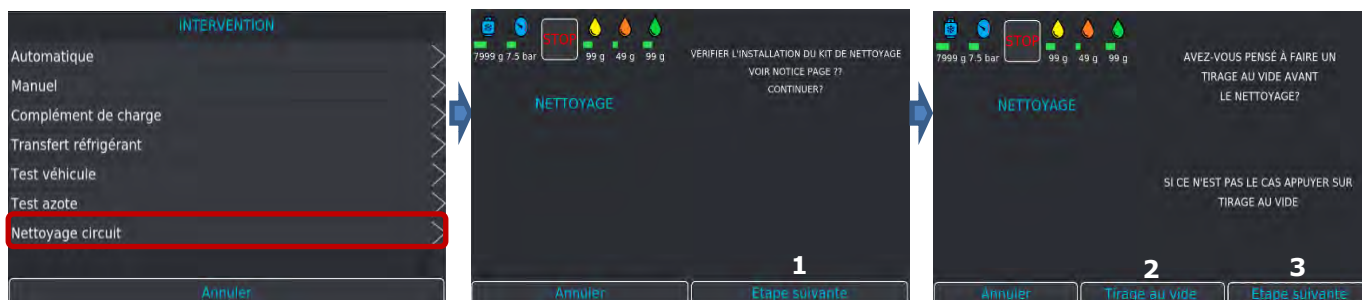 INTERVENTION
Automatique
Manuel
Complément de charge
Transfert réfrigérant
Test véhicule
Test azote
Nettoyage circuit
Annuler
STOP
7999 g 7.5 bar 99 g 49 g 99 g
NETTOYAGE
VÉRIFIER L'INSTALLATION DU KIT DE NETTOYAGE
VOIR NOTICE PAGE ??
CONTINUER?
1
Annuler
Etape suivante
STOP
7999 g 7.5 bar 99 g 49 g 99 g
NETTOYAGE
AVEZ-VOUS PENSÉ À FAIRE UN
TIRAGE AU VIDE AVANT
LE NETTOYAGE?
SI CE N'EST PAS LE CAS APPUYER SUR
TIRAGE AU VIDE
2
3
Annuler
Tirage au vide
Etape suivante